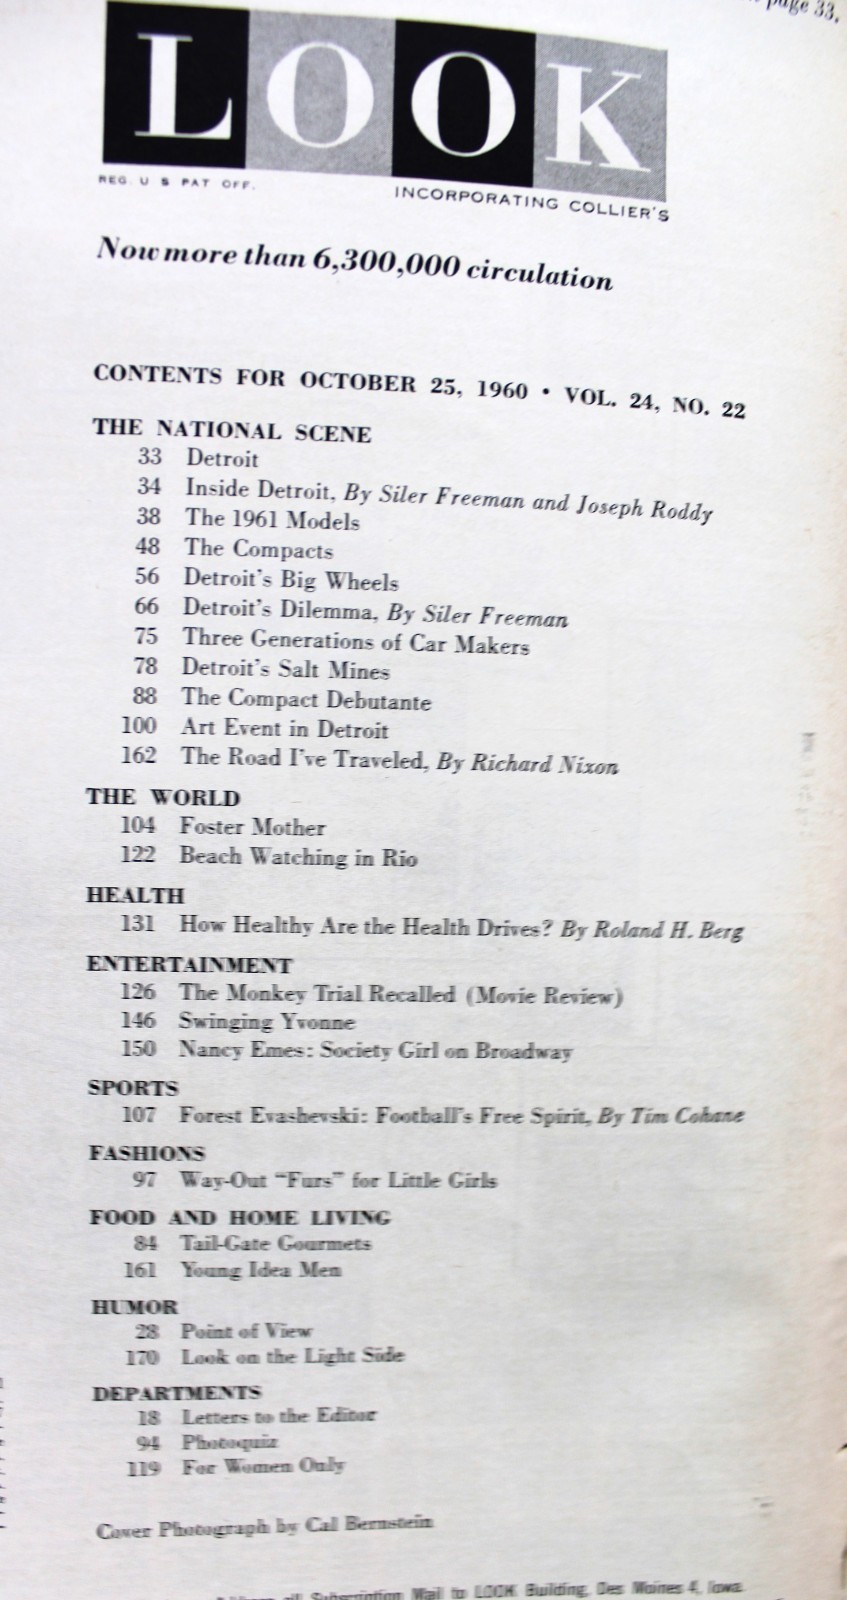 page 33.
LOOK
REG. U S PAT OFF.
INCORPORATING COLLIER'S
Now more than 6,300,000 circulation
CONTENTS FOR OCTOBER 25, 1960 • VOL. 24, NO. 22
THE NATIONAL SCENE
33 Detroit
34 Inside Detroit, By Siler Freeman and Joseph Roddy
38 The 1961 Models
48 The Compacts
56 Detroit's Big Wheels
66 Detroit's Dilemma, By Siler Freeman
75 Three Generations of Car Makers
78 Detroit's Salt Mines
88 The Compact Debutante
100 Art Event in Detroit
162 The Road I've Traveled, By Richard Nixon
THE WORLD
104 Foster Mother
122 Beach Watching in Rio
HEALTH
131 How Healthy Are the Health Drives? By Roland H. Berg
ENTERTAINMENT
126 The Monkey Trial Recalled (Movie Review)
146 Swinging Yvonne
150 Nancy Emes: Society Girl on Broadway
SPORTS
107 Forest Evashevski: Football's Free Spirit, By Tim Cohane
FASHIONS
97 Way-Out "Furs" for Little Girls
FOOD AND HOME LIVING
84 Tail-Gate Gourmets
161 Young Idea Men
HUMOR
28 Point of View
170 Look on the Light Side
DEPARTMENTS
18 Letters to the Editor
94 Photoquiz
119 For Women Only
Cover Photograph by Cal Bernstein
all Subscription Mail to LOOK Building, Des Moines 4, Iowa